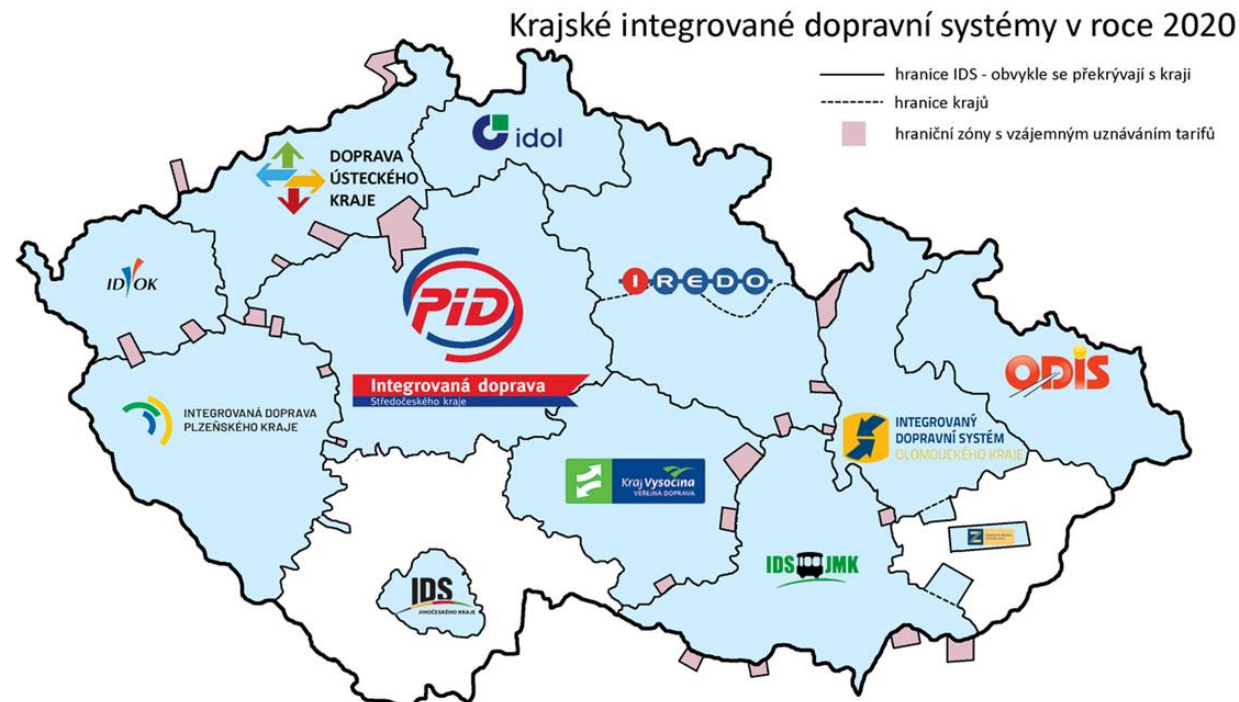 Krajské integrované dopravní systémy v roce 2020
hranice IDS - obvykle se překrývají s kraji
hranice krajů
hraniční zóny s vzájemným uznáváním tarifů
idol
DOPRAVA
ÚSTECKÉHO
KRAJE
IDOK
PiD
Integrovaná doprava
Středočeského kraje
IREDO
ODiS
INTEGROVANÁ DOPRAVA
PLZEŇSKÉHO KRAJE
INTEGROVANÝ
DOPRAVNÍ SYSTÉM
OLOMOUCKÉHO KRAJE
Kraj Vysočina
VEŘEJNÁ DOPRAVA
Z
IDS JMK
IDS
JIHOČESKÉHO KRAJE